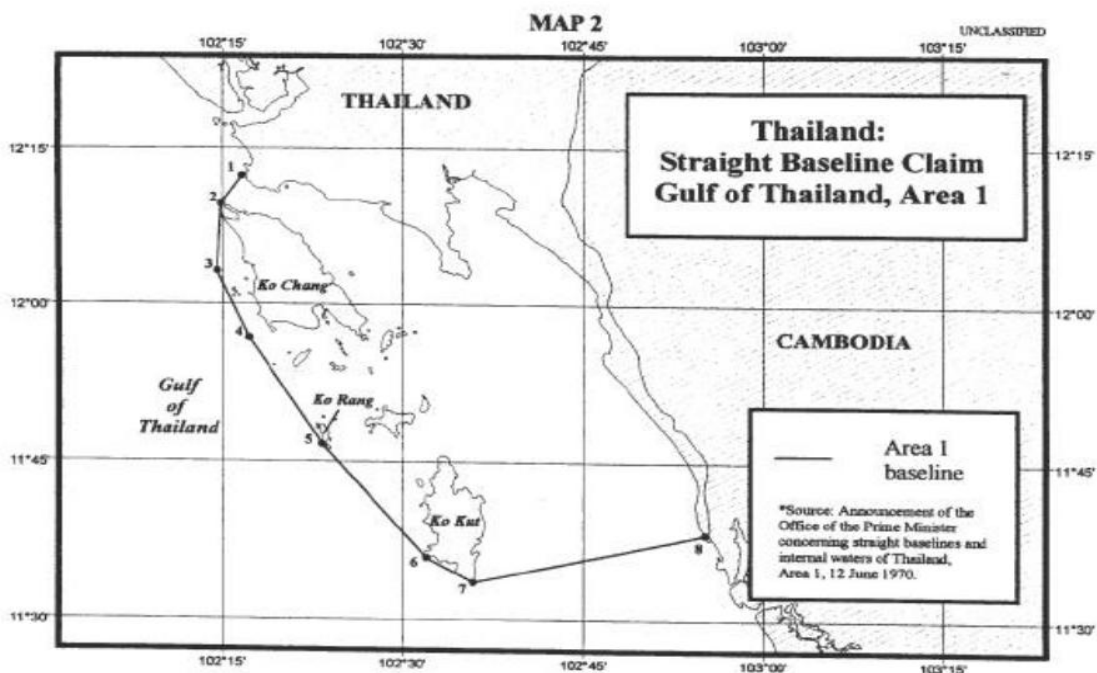 MAP 2
UNCLASSIFIED
102°15' 102°30' 102°45' 103°00' 103°15'
THAILAND
Thailand:
Straight Baseline Claim
Gulf of Thailand, Area 1
12°15' 12°15'
1
2
3
Ko Chang
12°00' 12°00'
4
CAMBODIA
Gulf
of
Thailand
Ko Rang
5
11°45' 11°45'
Area 1
baseline
*Source: Announcement of the
Office of the Prime Minister
concerning straight baselines and
internal waters of Thailand,
Area 1, 12 June 1970.
Ko Kut
6
7
8
11°30' 11°30'
102°15' 102°30' 102°45' 103°00' 103°15'